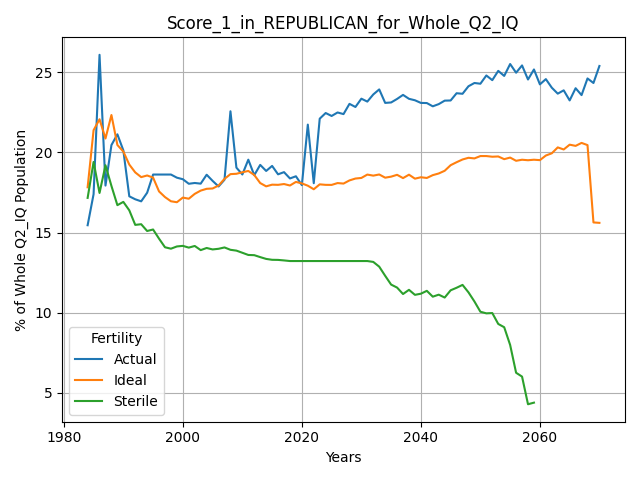 Score_1_in_REPUBLICAN_for_Whole_Q2_IQ
% of Whole Q2_IQ Population
25
20
15
10
5
Fertility
Actual
Ideal
Sterile
1980
2000
2020
2040
2060
Years